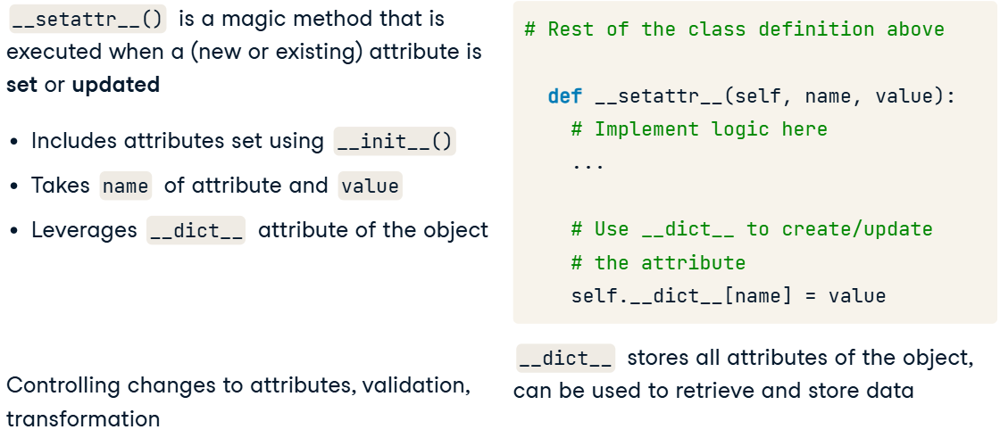 __setattr__() is a magic method that is
executed when a (new or existing) attribute is
set or updated
• Includes attributes set using __init__()
• Takes name of attribute and value
• Leverages __dict__ attribute of the object
Controlling changes to attributes, validation,
transformation
# Rest of the class definition above
def __setattr__(self, name, value):
# Implement logic here
...
# Use __dict__ to create/update
# the attribute
self.__dict__[name] = value
__dict__ stores all attributes of the object,
can be used to retrieve and store data